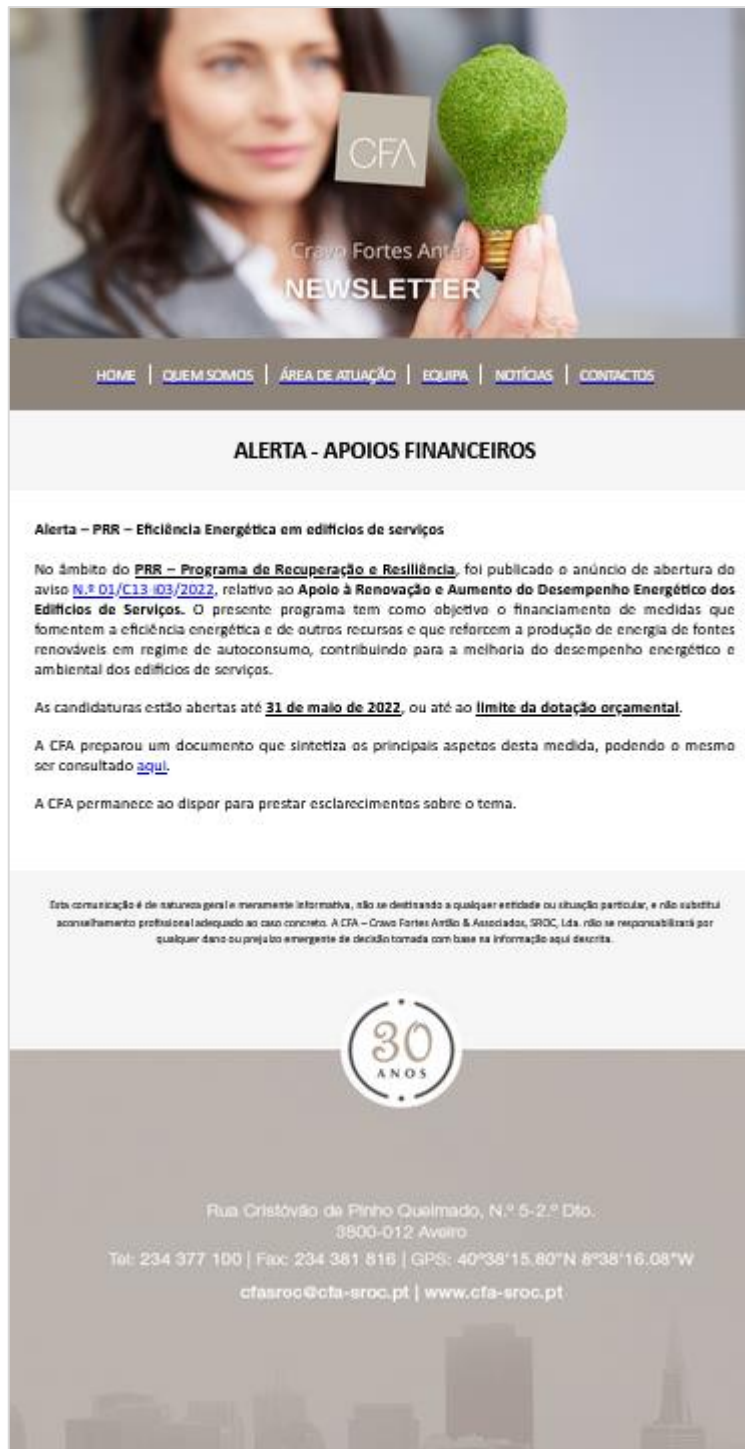 CFA
Cravo Fortes Antão
NEWSLETTER
HOME | QUEM SOMOS | ÁREA DE ATUAÇÃO | EQUIPA | NOTÍCIAS | CONTACTOS
ALERTA - APOIOS FINANCEIROS
Alerta – PRR – Eficiência Energética em edifícios de serviços
No âmbito do PRR – Programa de Recuperação e Resiliência, foi publicado o anúncio de abertura do
aviso N.º 01/C13-i03/2022, relativo ao Apoio à Renovação e Aumento do Desempenho Energético dos
Edifícios de Serviços. O presente programa tem como objetivo o financiamento de medidas que
fomentem a eficiência energética e de outros recursos e que reforcem a produção de energia de fontes
renováveis em regime de autoconsumo, contribuindo para a melhoria do desempenho energético e
ambiental dos edifícios de serviços.
As candidaturas estão abertas até 31 de maio de 2022, ou até ao limite da dotação orçamental.
A CFA preparou um documento que sintetiza os principais aspetos desta medida, podendo o mesmo
ser consultado aqui.
A CFA permanece ao dispor para prestar esclarecimentos sobre o tema.
Esta comunicação é de natureza geral e meramente informativa, não se destinando a qualquer entidade ou situação particular, e não substitui
aconselhamento profissional adequado ao caso concreto. A CFA – Cravo Fortes Antão & Associados, SROC, Lda. não se responsabilizará por
qualquer dano ou prejuízo emergente de decisão tomada com base na informação aqui descrita.
30
ANOS
Rua Cristóvão de Pinho Queimado, N.º 5-2.º Dto.
3800-012 Aveiro
Tel: 234 377 100 | Fax: 234 381 816 | GPS: 40º38'15.80"N 8º38'16.08"W
cfasroc@cfa-sroc.pt | www.cfa-sroc.pt